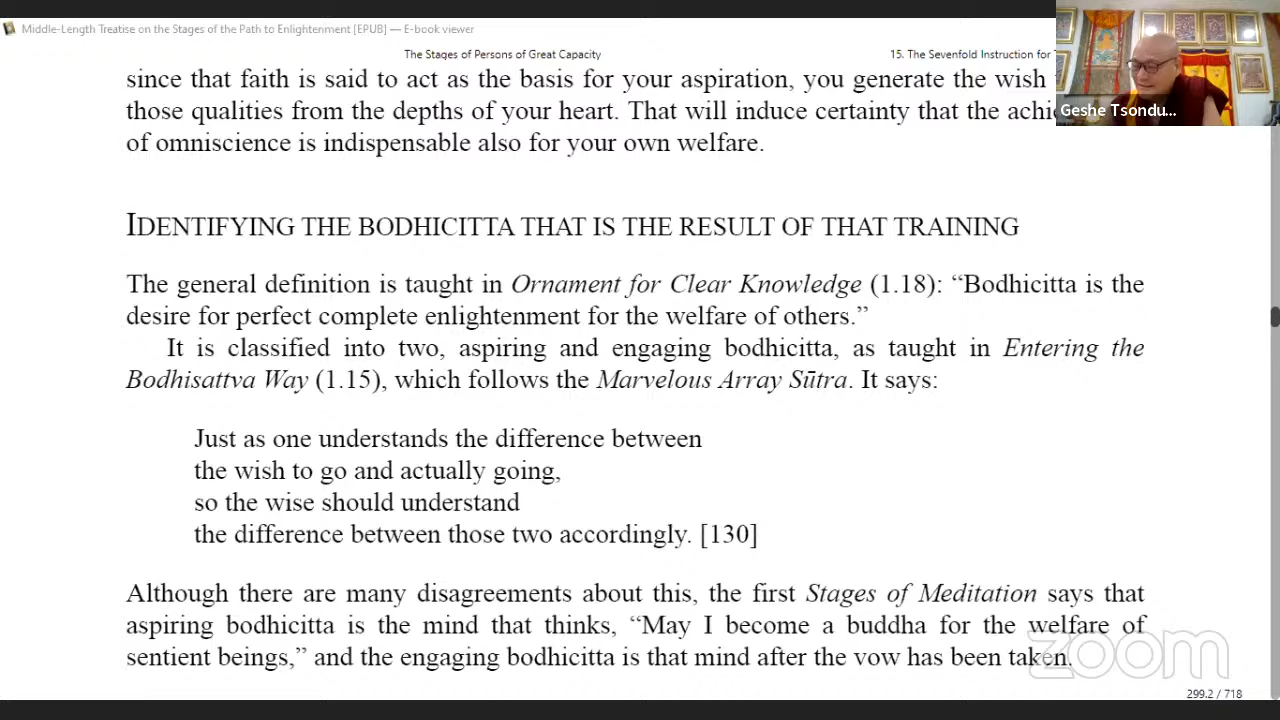 Middle-Length Treatise on the Stages of the Path to Enlightenment [EPUB] — E-book viewer
The Stages of Persons of Great Capacity
15. The Sevenfold Instruction for
Geshe Tsondu...
since that faith is said to act as the basis for your aspiration, you generate the wish
those qualities from the depths of your heart. That will induce certainty that the
of omniscience is indispensable also for your own welfare.
IDENTIFYING THE BODHICITTA THAT IS THE RESULT OF THAT TRAINING
The general definition is taught in Ornament for Clear Knowledge (1.18): “Bodhicitta is the
desire for perfect complete enlightenment for the welfare of others.”
It is classified into two, aspiring and engaging bodhicitta, as taught in Entering the
Bodhisattva Way (1.15), which follows the Marvelous Array Sūtra. It says:
Just as one understands the difference between
the wish to go and actually going,
so the wise should understand
the difference between those two accordingly. [130]
Although there are many disagreements about this, the first Stages of Meditation says that
aspiring bodhicitta is the mind that thinks, “May I become a buddha for the welfare of
sentient beings,” and the engaging bodhicitta is that mind after the vow has been taken.
zoom
299.2 / 718